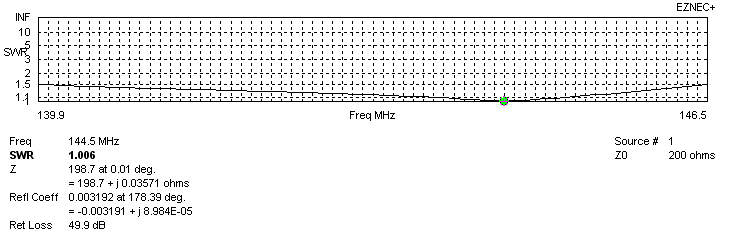 EZNEC+
INF
10
5
SWR
3
2
1.5
1.1
139.9 Freq MHz 146.5
Freq 144.5 MHz Source # 1
SWR 1.006 Z0 200 ohms
Z 198.7 at 0.01 deg.
= 198.7 + j 0.03571 ohms
Refl Coeff 0.003192 at 178.39 deg.
= -0.003191 + j 8.984E-05
Ret Loss 49.9 dB